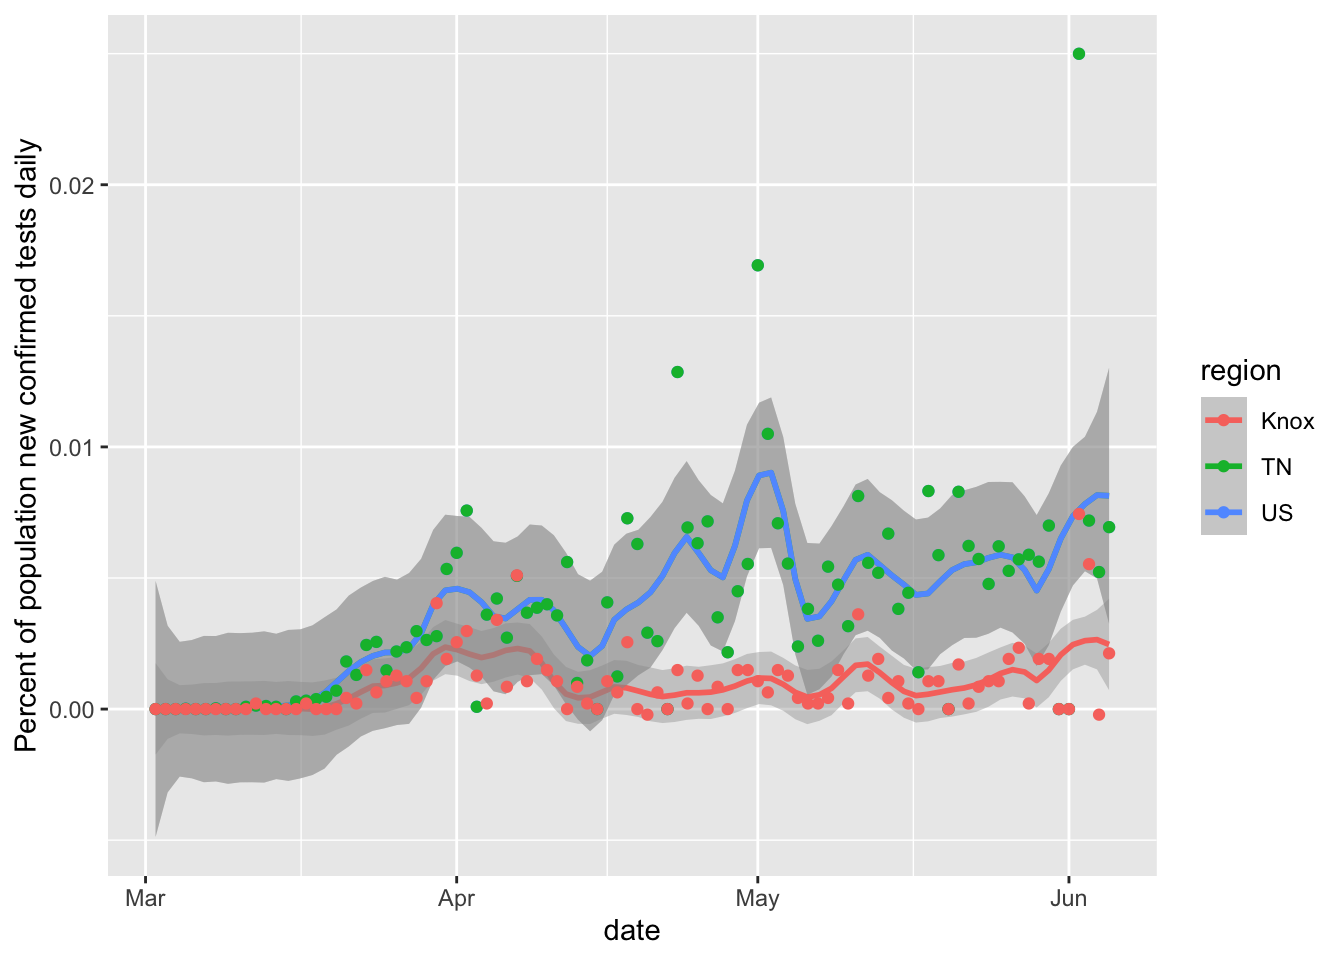 Percent of population new confirmed tests daily
0.02
0.01
0.00
Mar
Apr
May
Jun
date
region
Knox
TN
US